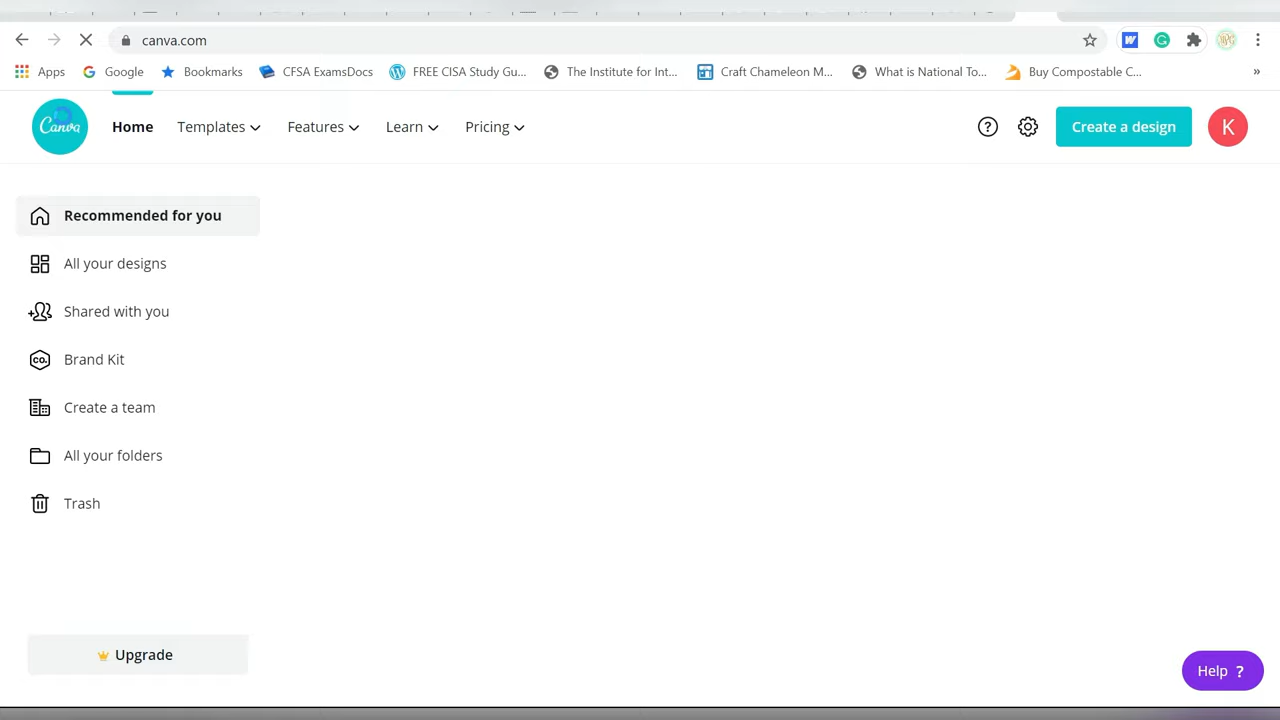 canva.com
Apps Google Bookmarks CFSA ExamsDocs FREE CIPA Study Gu... The Institute for Int... Craft Chameleon M... What is National To... Buy Compostable C... »
Canva Home Templates Features Learn Pricing ? Create a design K
Recommended for you
All your designs
Shared with you
CO. Brand Kit
Create a team
All your folders
Trash
Upgrade
Help ?